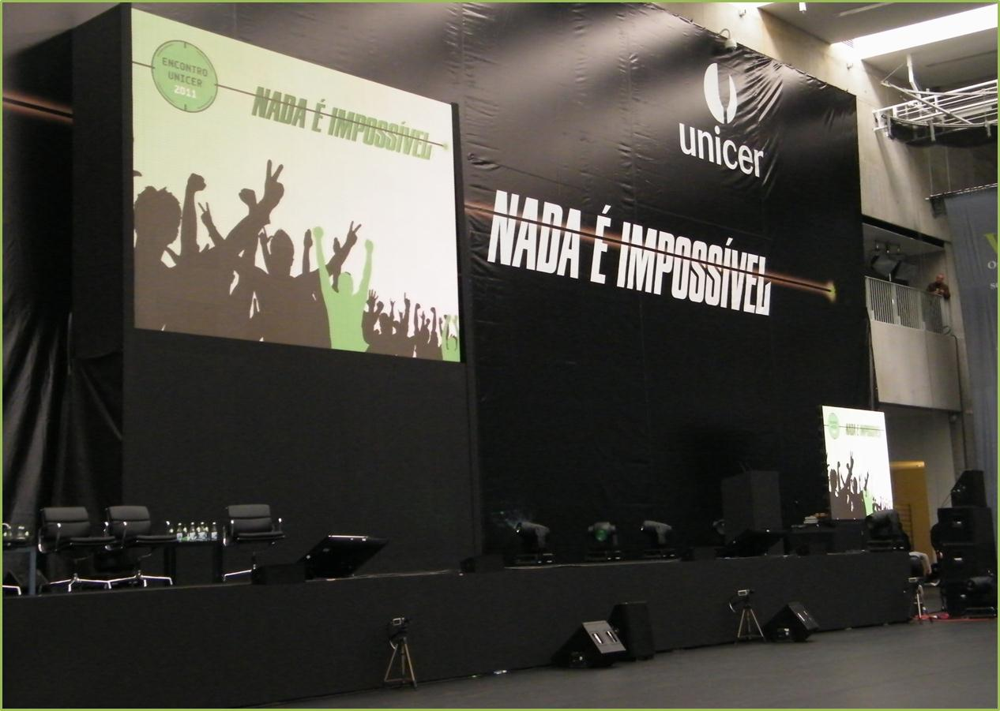 ENCONTRO
UNICER
2011
NADA É IMPOSSÍVEL
unicer
NADA É IMPOSSÍVEL
NADA É IMPOSSÍVEL